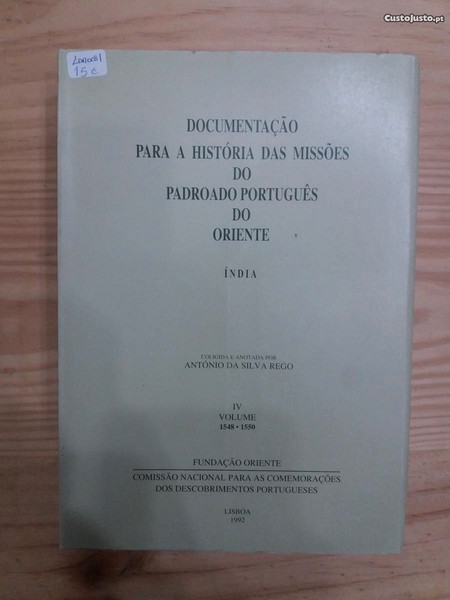 CustoJusto.pt
15€
DOCUMENTAÇÃO
PARA A HISTÓRIA DAS MISSÕES
DO
PADROADO PORTUGUÊS
DO
ORIENTE
ÍNDIA
COLIGIDA E ANOTADA POR
ANTÓNIO DA SILVA REGO
IV
VOLUME
1548 • 1550
FUNDAÇÃO ORIENTE
COMISSÃO NACIONAL PARA AS COMEMORAÇÕES
DOS DESCOBRIMENTOS PORTUGUESES
LISBOA
1992